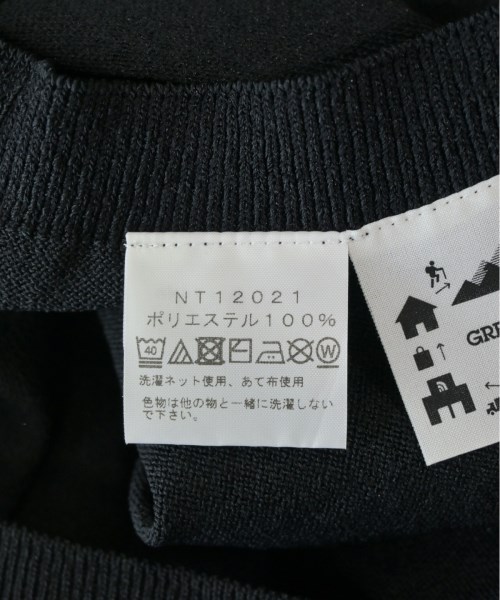 NT12021
ポリエステル100%
40
W
洗濯ネット使用、あて布使用
色物は他の物と一緒に洗濯しない
で下さい。
GRE